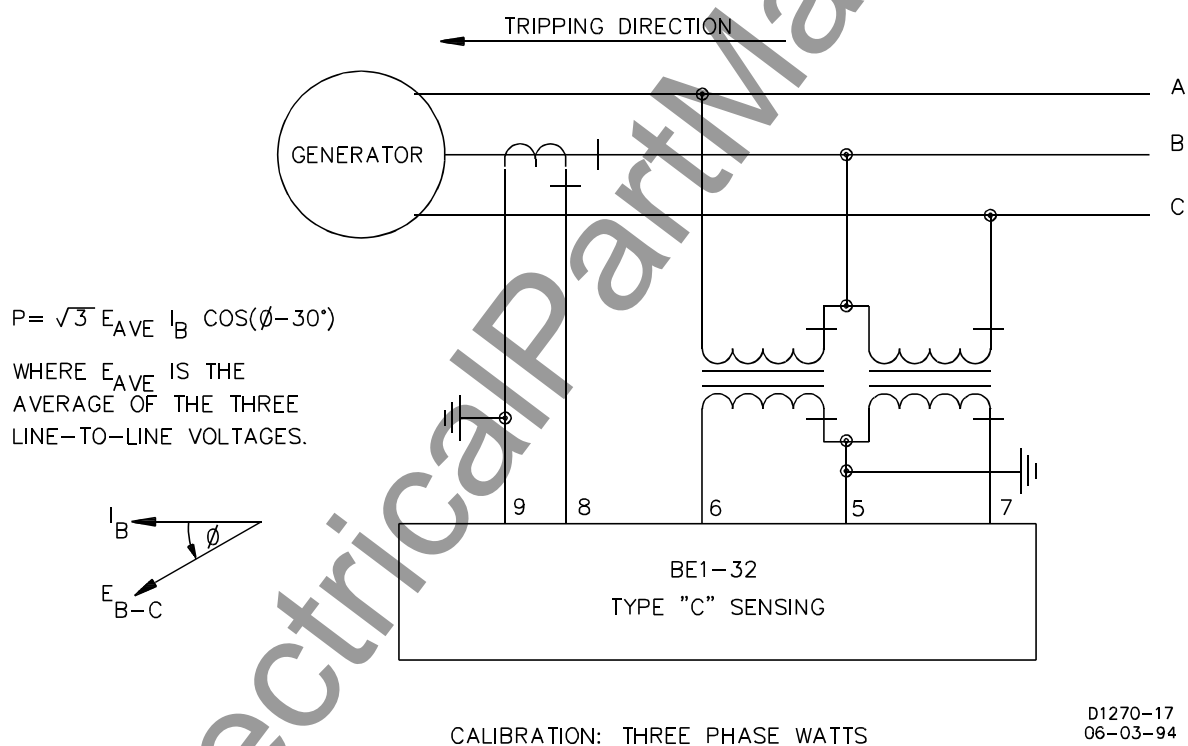 TRIPPING DIRECTION
A
GENERATOR
B
C
P= √3 E_AVE I_B COS(Ø-30°)
WHERE E_AVE IS THE
AVERAGE OF THE THREE
LINE-TO-LINE VOLTAGES.
9 8 6 5 7
I_B
Ø
E_B-C
BE1-32
TYPE "C" SENSING
CALIBRATION: THREE PHASE WATTS
D1270-17
06-03-94
ectricalPartMa